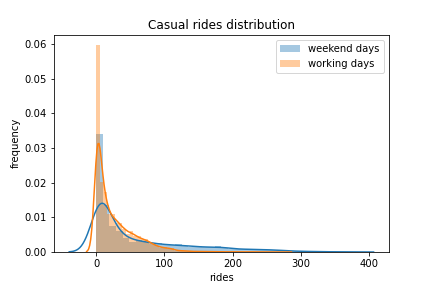 Casual rides distribution
weekend days
working days
frequency
0.06
0.05
0.04
0.03
0.02
0.01
0.00
0
100
200
300
400
rides